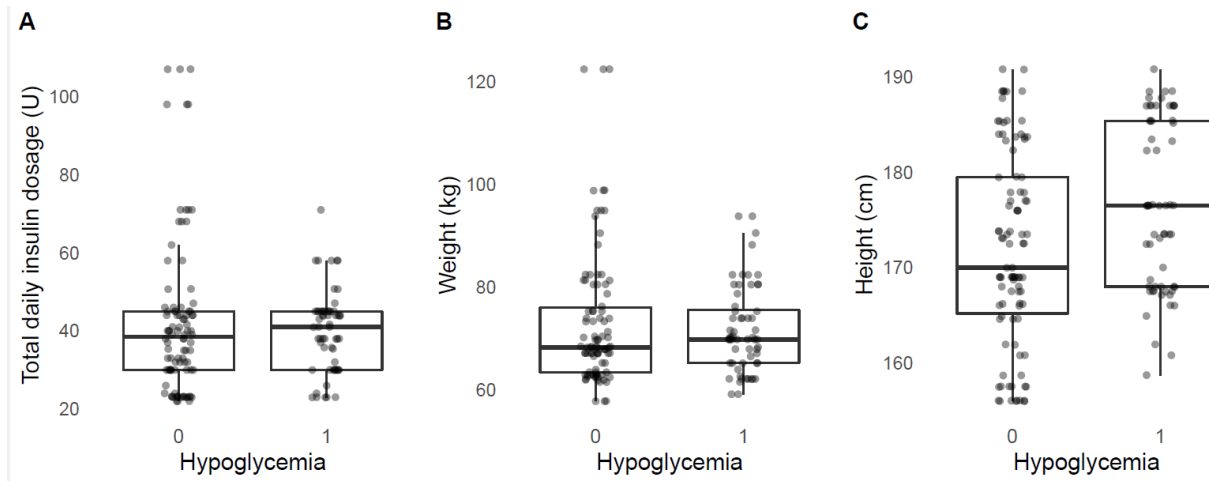 A
Total daily insulin dosage (U)
100
80
60
40
20
0 1
Hypoglycemia
B
Weight (kg)
120
100
80
60
0 1
Hypoglycemia
C
Height (cm)
190
180
170
160
0 1
Hypoglycemia